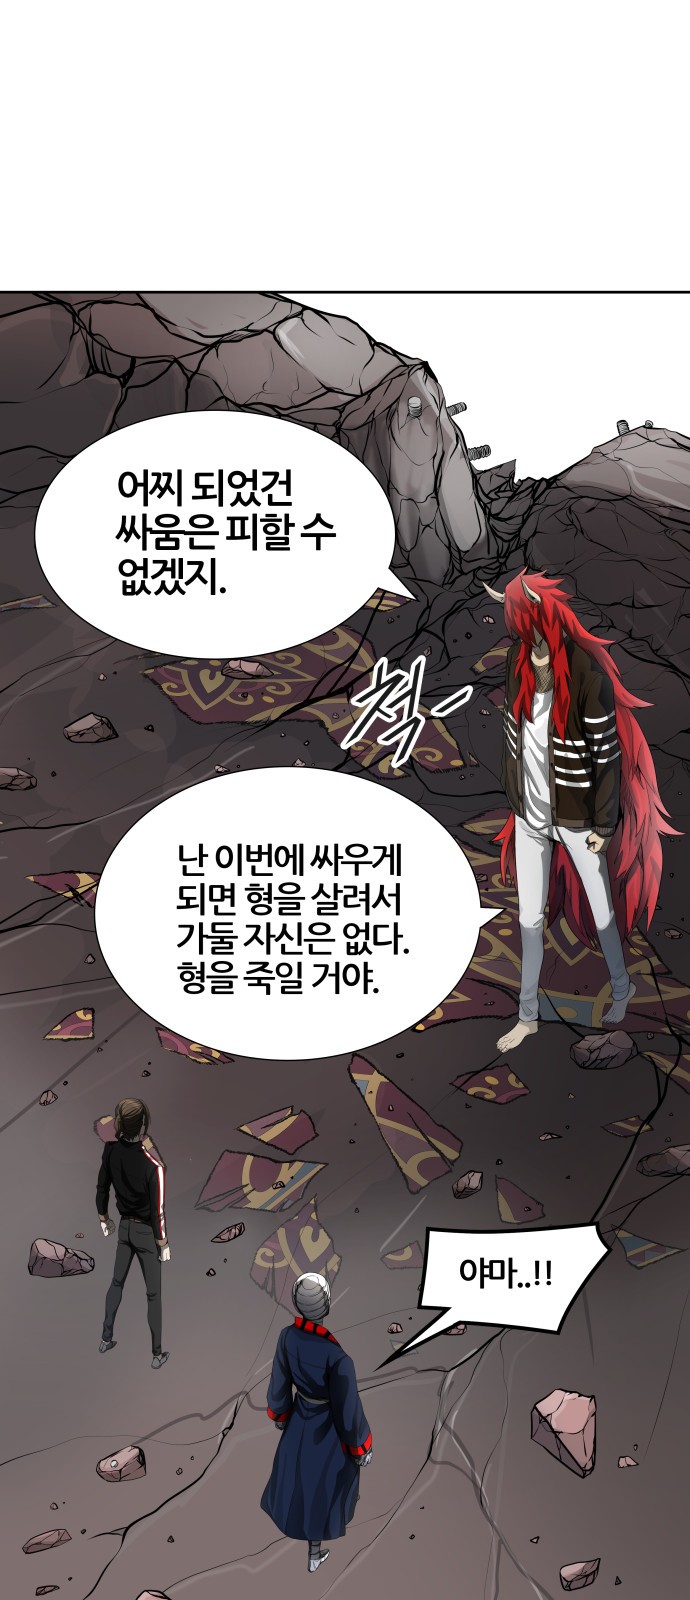 어찌 되었건
싸움은 피할 수
없겠지.
척-
난 이번에 싸우게
되면 형을 살려서
가둘 자신은 없다.
형을 죽일 거야.
야마..!!